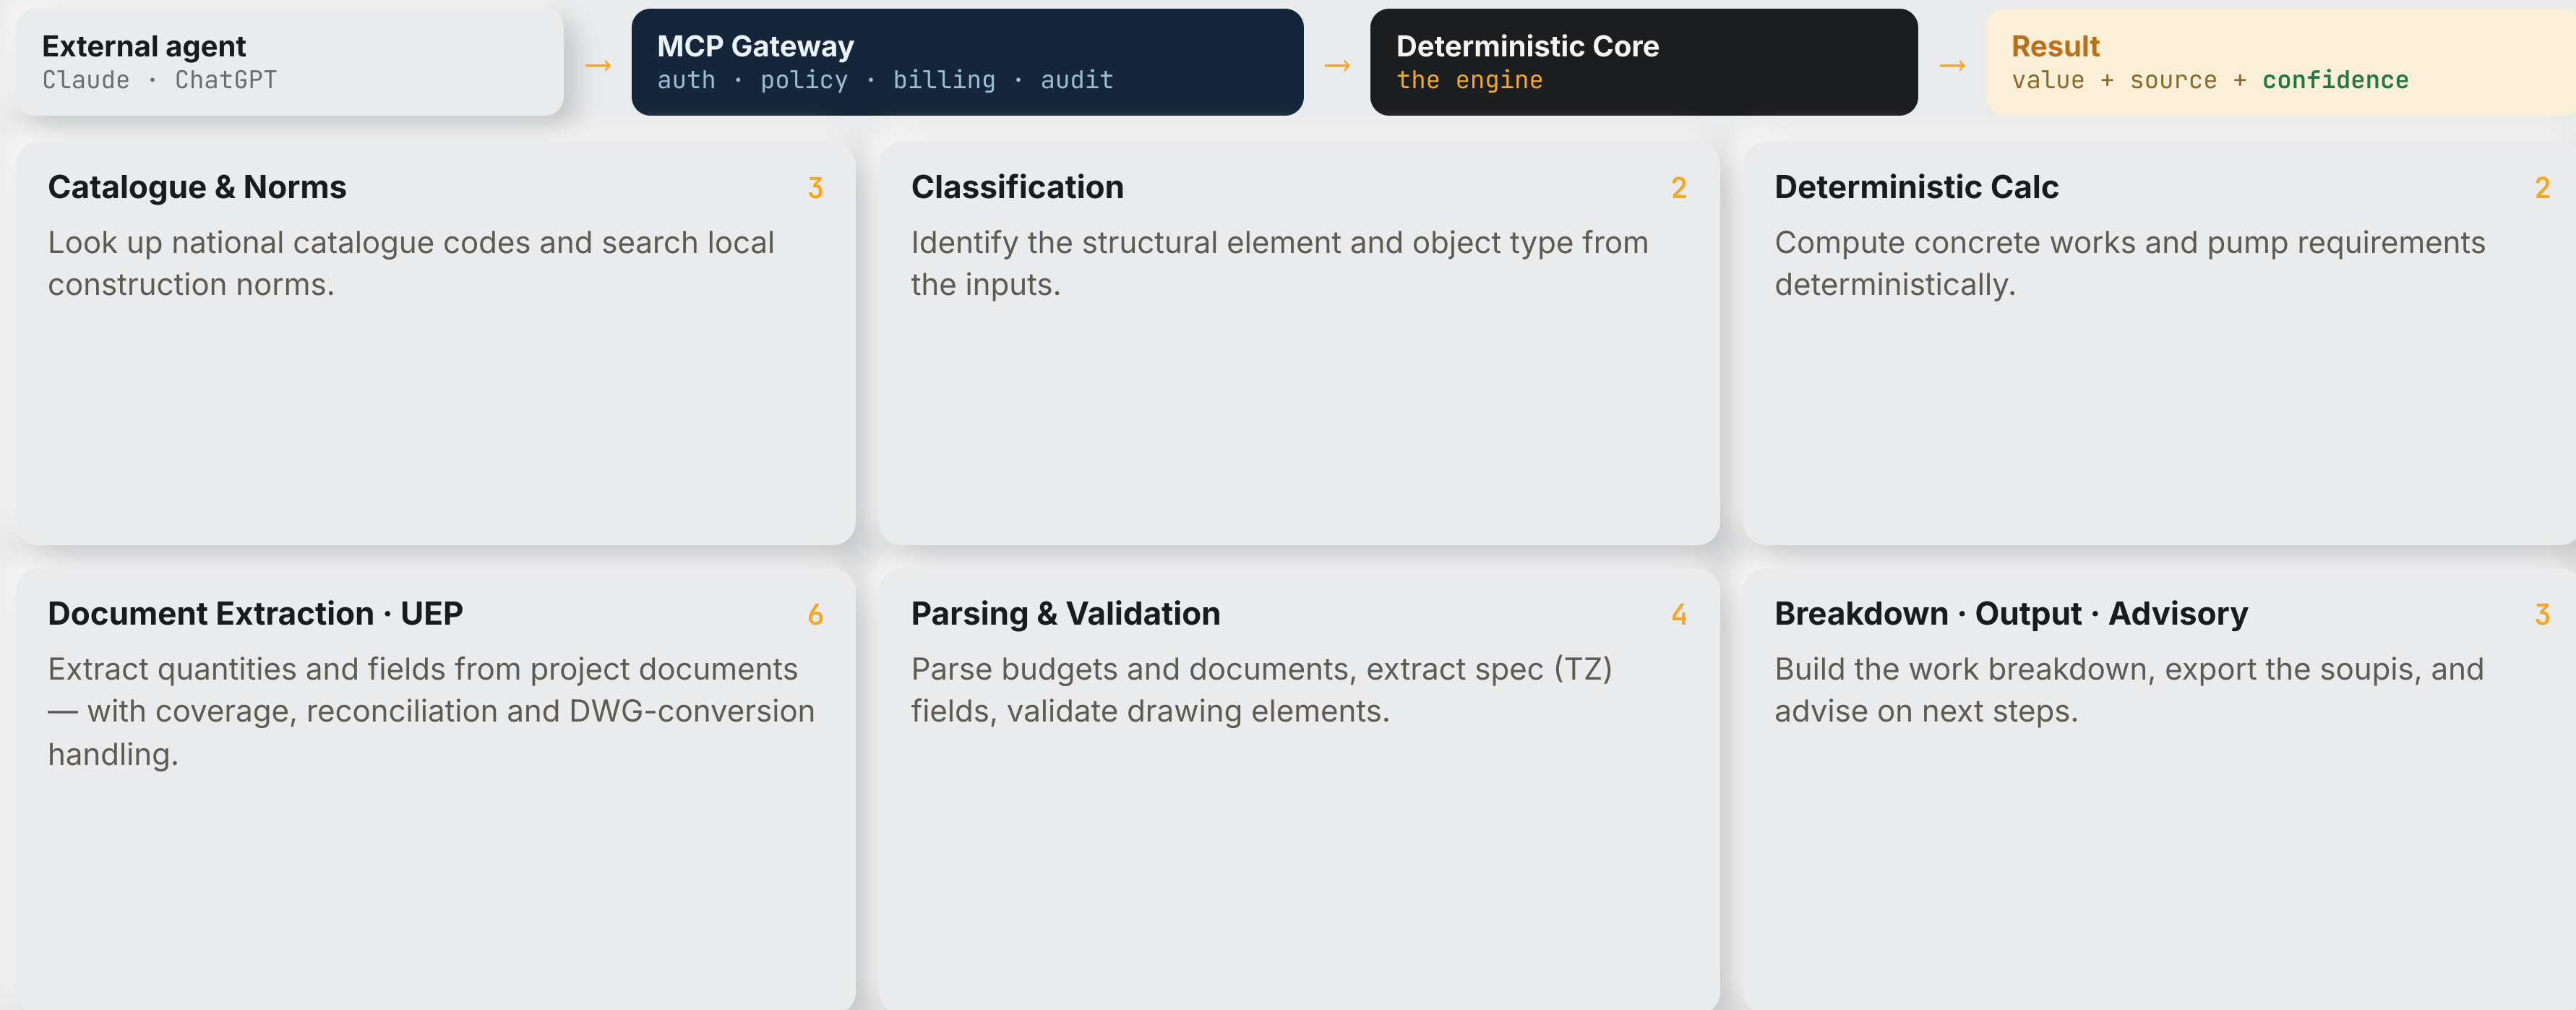 External agent
Claude · ChatGPT
→
MCP Gateway
auth · policy · billing · audit
→
Deterministic Core
the engine
→
Result
value + source + confidence
Catalogue & Norms 3
Look up national catalogue codes and search local
construction norms.
Classification 2
Identify the structural element and object type from
the inputs.
Deterministic Calc 2
Compute concrete works and pump requirements
deterministically.
Document Extraction · UEP 6
Extract quantities and fields from project documents
— with coverage, reconciliation and DWG-conversion
handling.
Parsing & Validation 4
Parse budgets and documents, extract spec (TZ)
fields, validate drawing elements.
Breakdown · Output · Advisory 3
Build the work breakdown, export the soupis, and
advise on next steps.